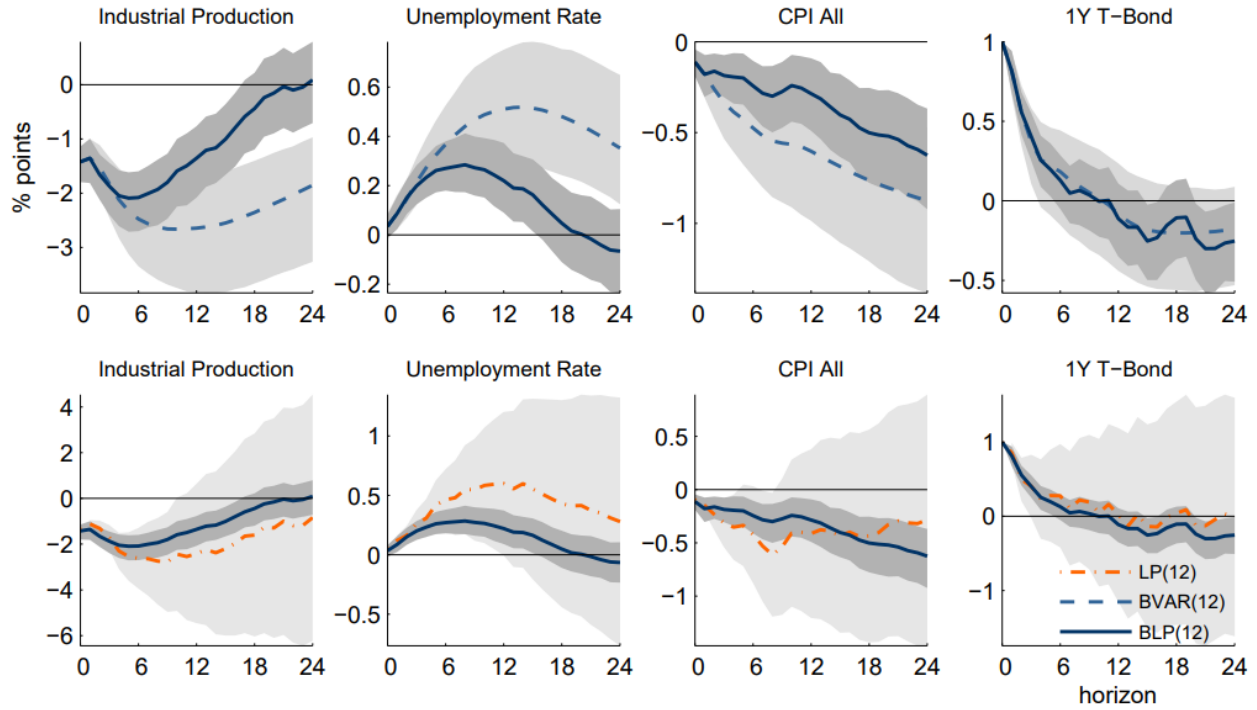 Industrial Production Unemployment Rate CPI All 1Y T−Bond
% points
0
−1
−2
−3
0 6 12 18 24
0.6
0.4
0.2
0
−0.2
0 6 12 18 24
0
−0.5
−1
0 6 12 18 24
1
0.5
0
−0.5
0 6 12 18 24
Industrial Production Unemployment Rate CPI All 1Y T−Bond
4
2
0
−2
−4
−6
0 6 12 18 24
1
0.5
0
−0.5
0 6 12 18 24
0.5
0
−0.5
−1
0 6 12 18 24
1
0
−1
LP(12)
BVAR(12)
BLP(12)
0 6 12 18 24
horizon